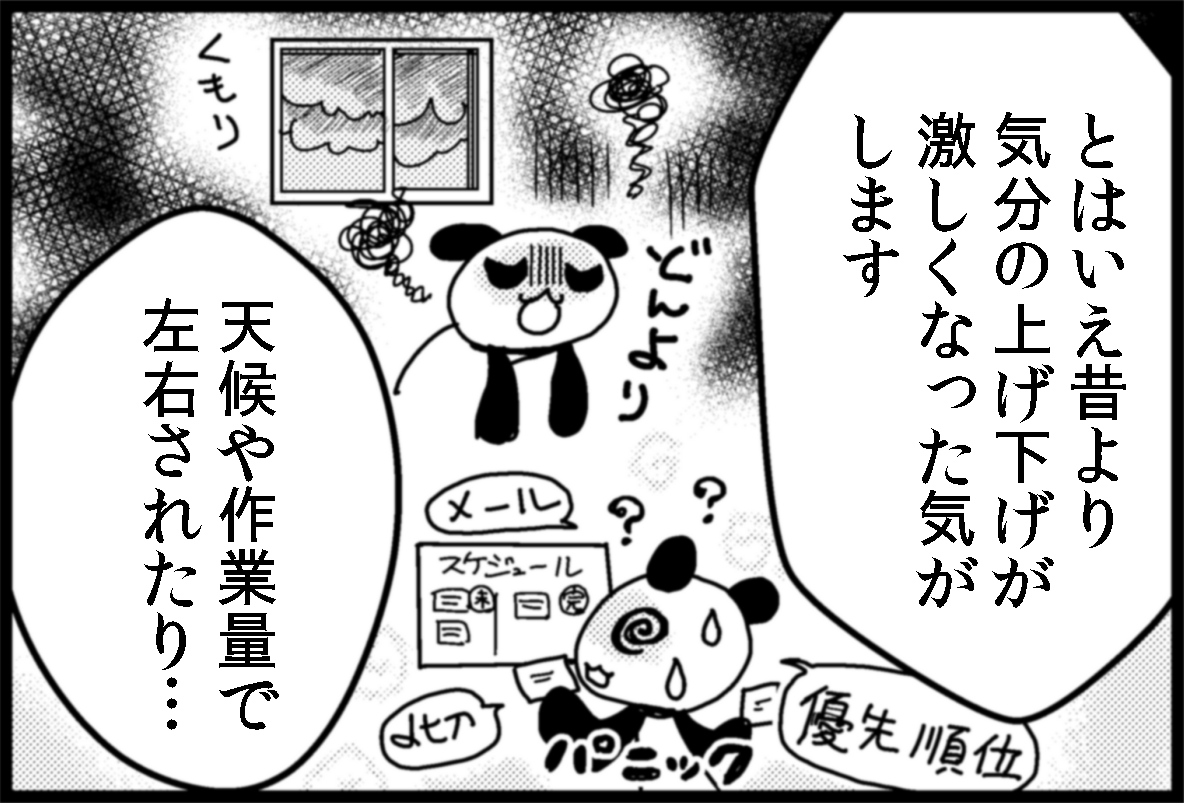 とはいえ昔より
気分の上げ下げが
激しくなった気が
します
くもり
どんより
天候や作業量で
左右されたり…
メール
スケジュール
未
完
優先順位
パニック